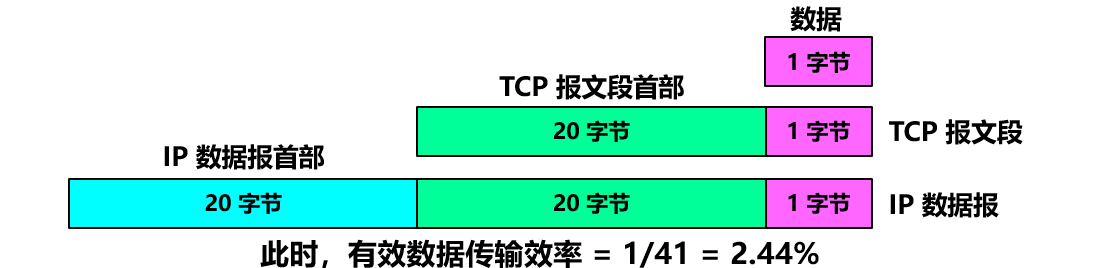 数据
1 字节
TCP 报文段首部
20 字节 1 字节 TCP 报文段
IP 数据报首部
20 字节 20 字节 1 字节 IP 数据报
此时，有效数据传输效率 = 1/41 = 2.44%